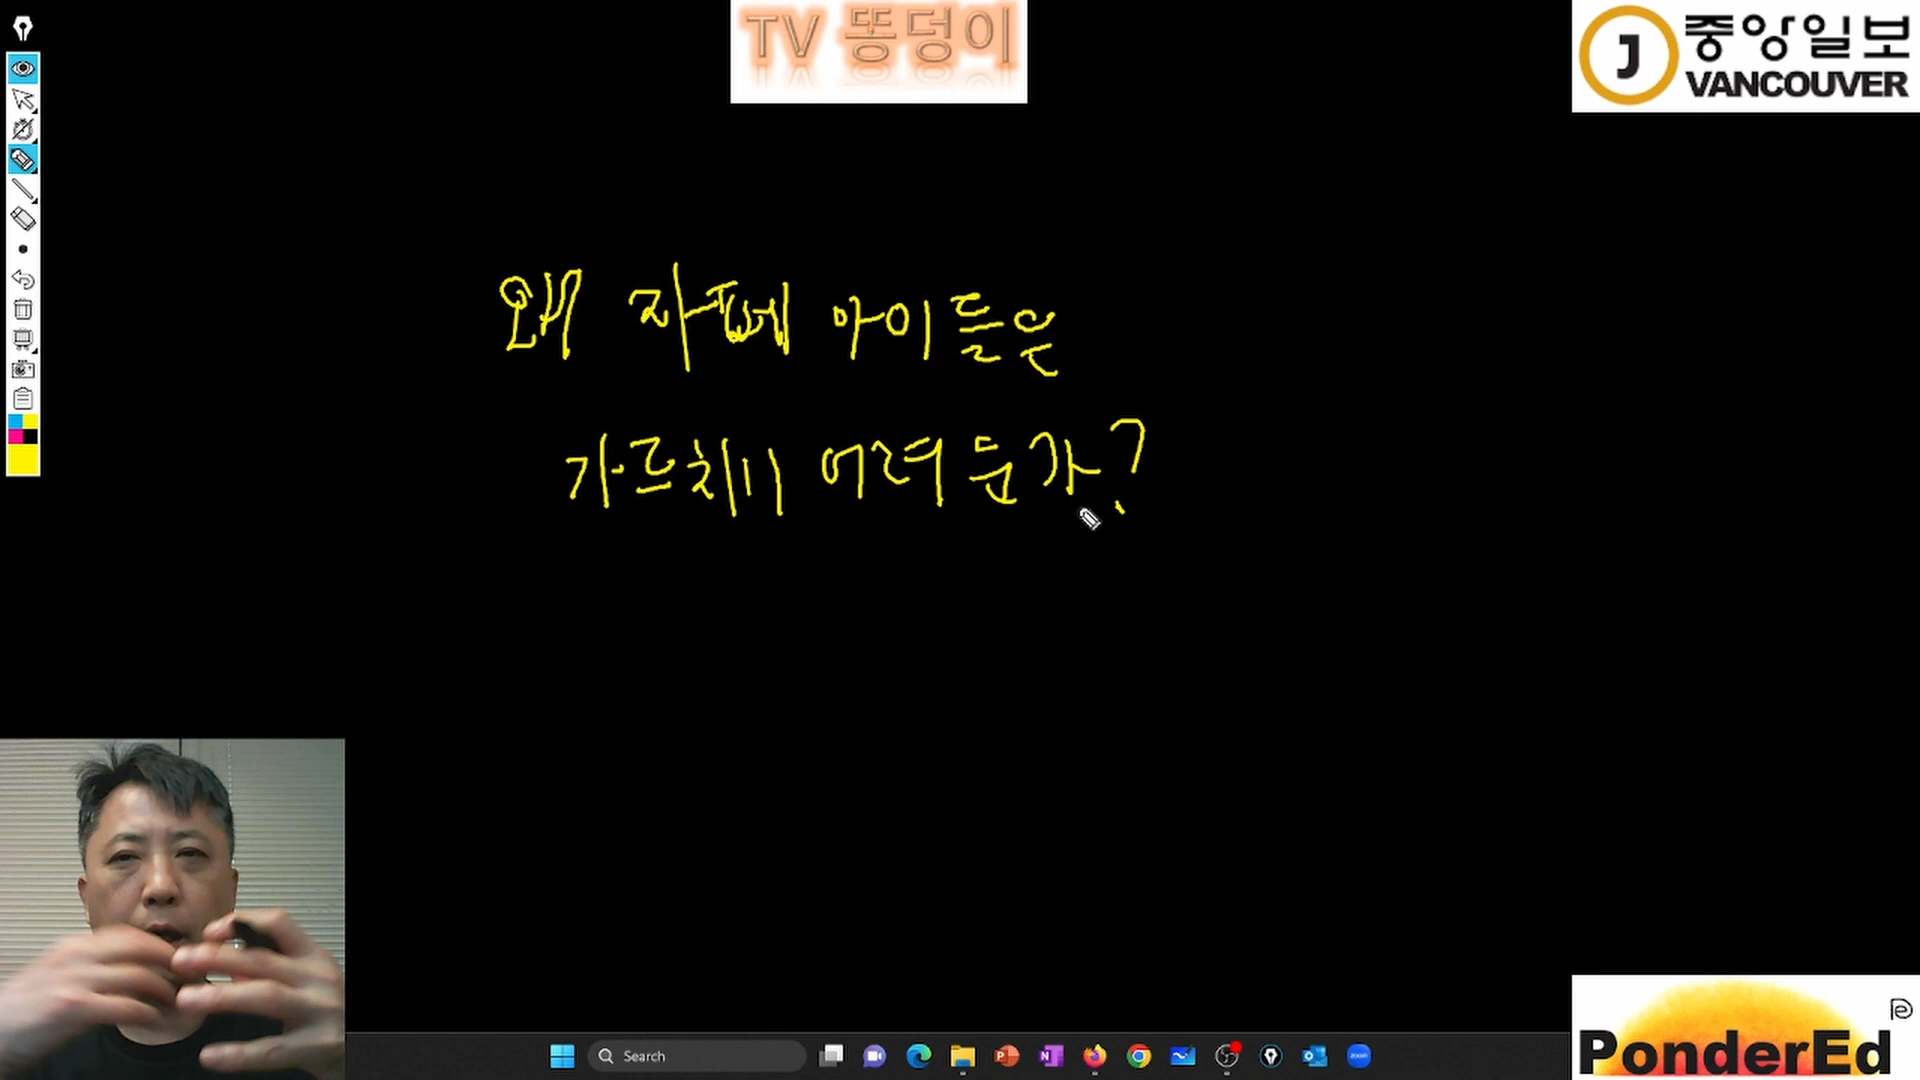 TV 똥덩이
J 중앙일보
VANCOUVER
왜 자폐 아이들은
가르치기 어려운가?
Search
PonderEd